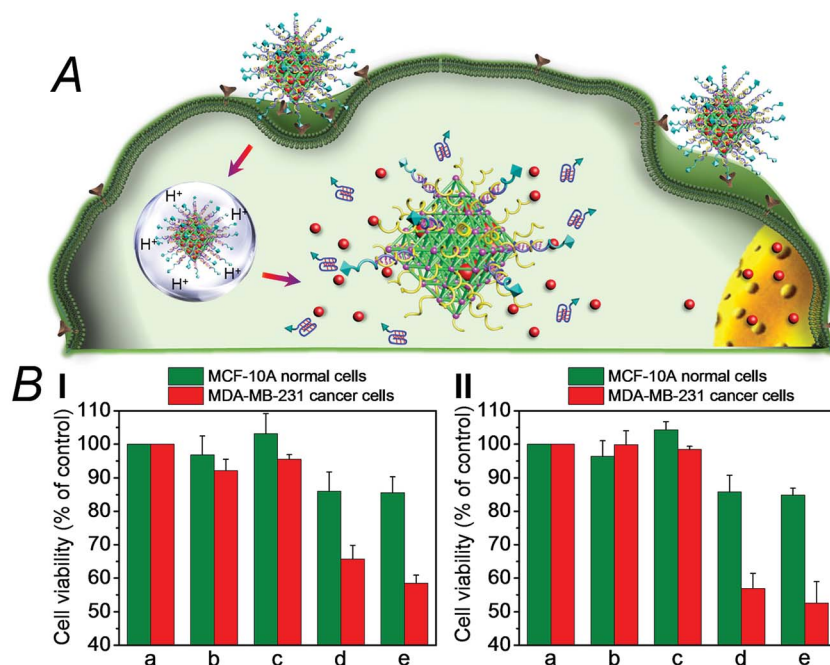 A
H+
H+
H+
H+
H+
H+
B
I
MCF-10A normal cells
MDA-MB-231 cancer cells
Cell viability (% of control)
110
100
90
80
70
60
50
40
a b c d e
II
MCF-10A normal cells
MDA-MB-231 cancer cells
Cell viability (% of control)
110
100
90
80
70
60
50
40
a b c d e